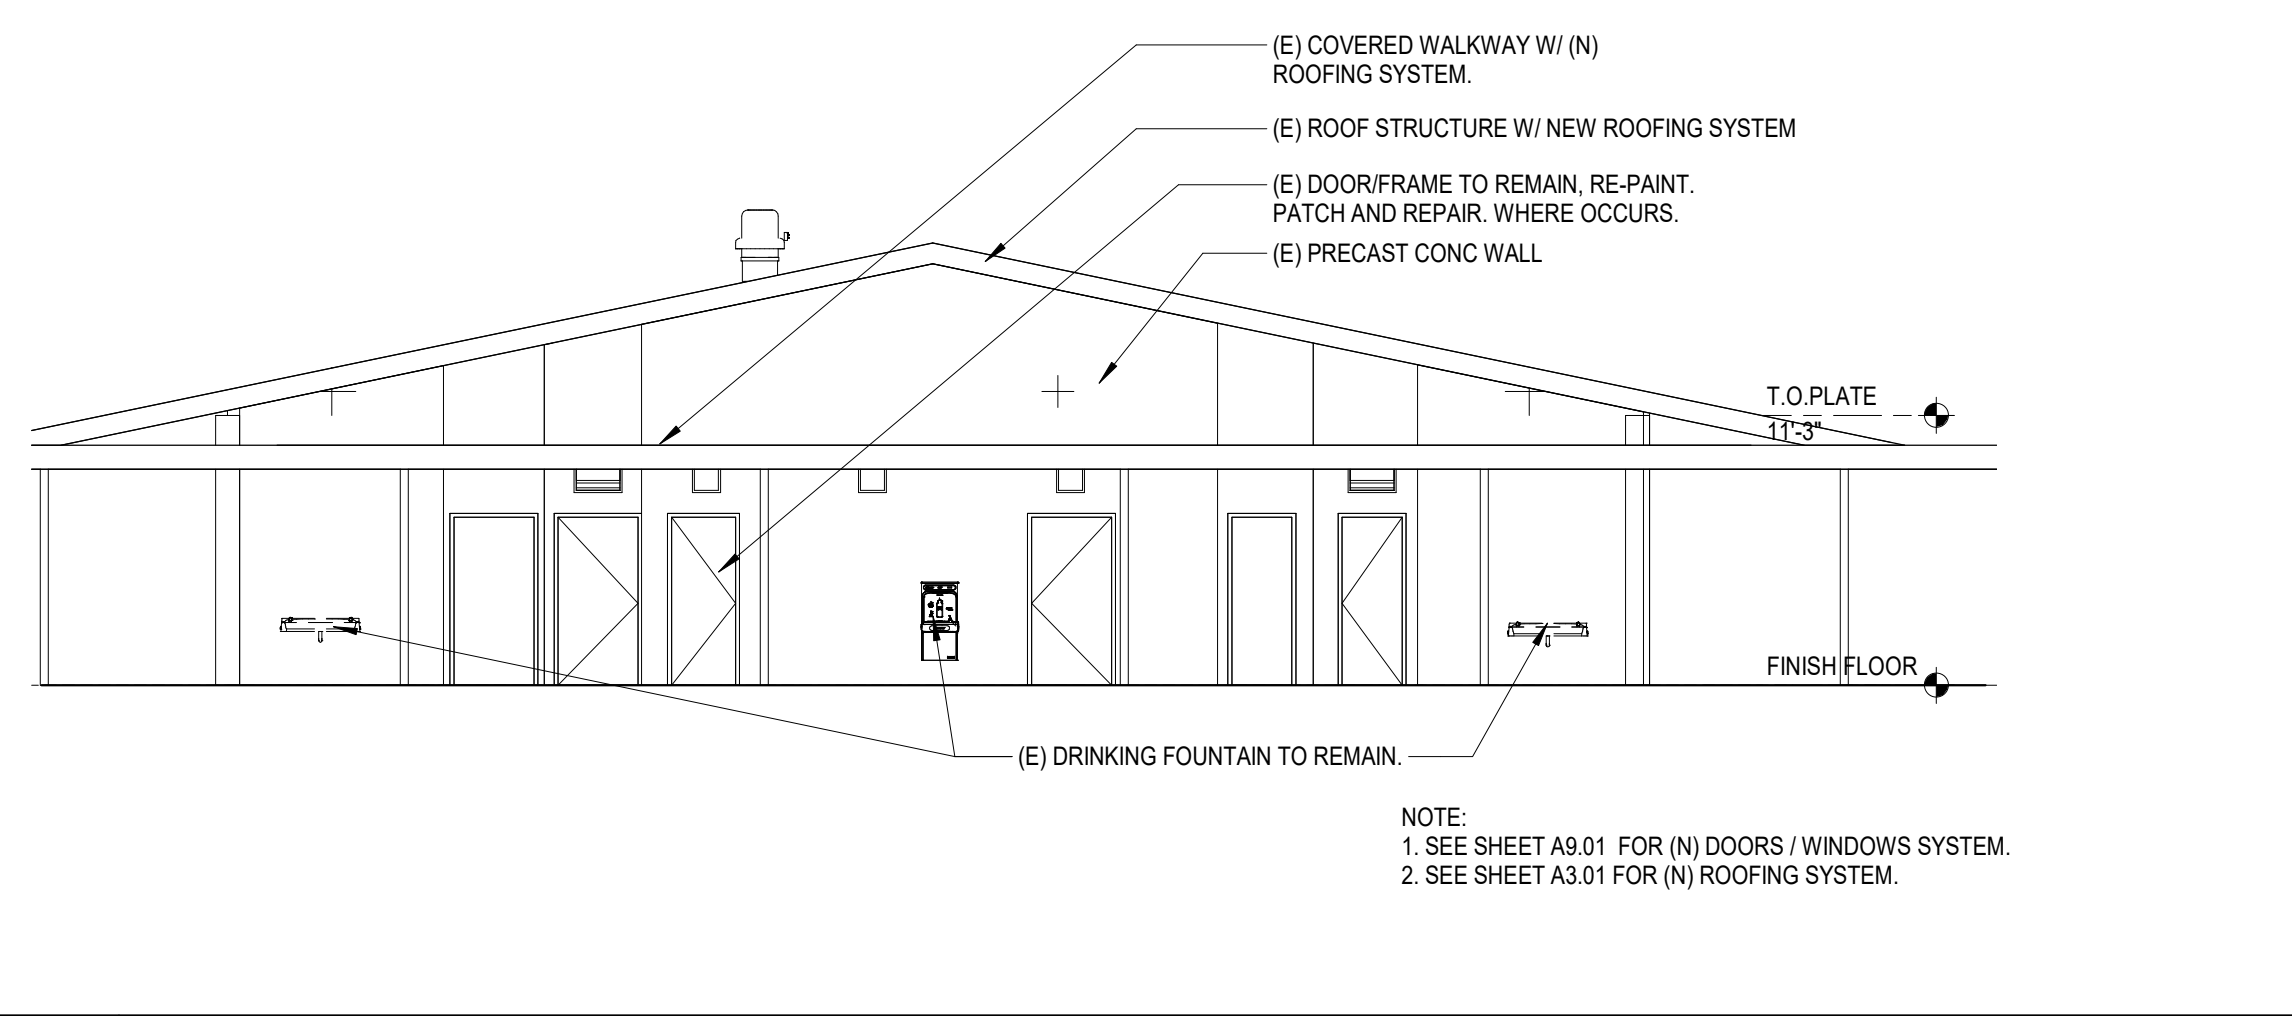 (E) COVERED WALKWAY W/ (N)
ROOFING SYSTEM.
(E) ROOF STRUCTURE W/ NEW ROOFING SYSTEM
(E) DOOR/FRAME TO REMAIN, RE-PAINT.
PATCH AND REPAIR. WHERE OCCURS.
(E) PRECAST CONC WALL
T.O.PLATE
11'-3"
FINISH FLOOR
(E) DRINKING FOUNTAIN TO REMAIN.
NOTE:
1. SEE SHEET A9.01 FOR (N) DOORS / WINDOWS SYSTEM.
2. SEE SHEET A3.01 FOR (N) ROOFING SYSTEM.